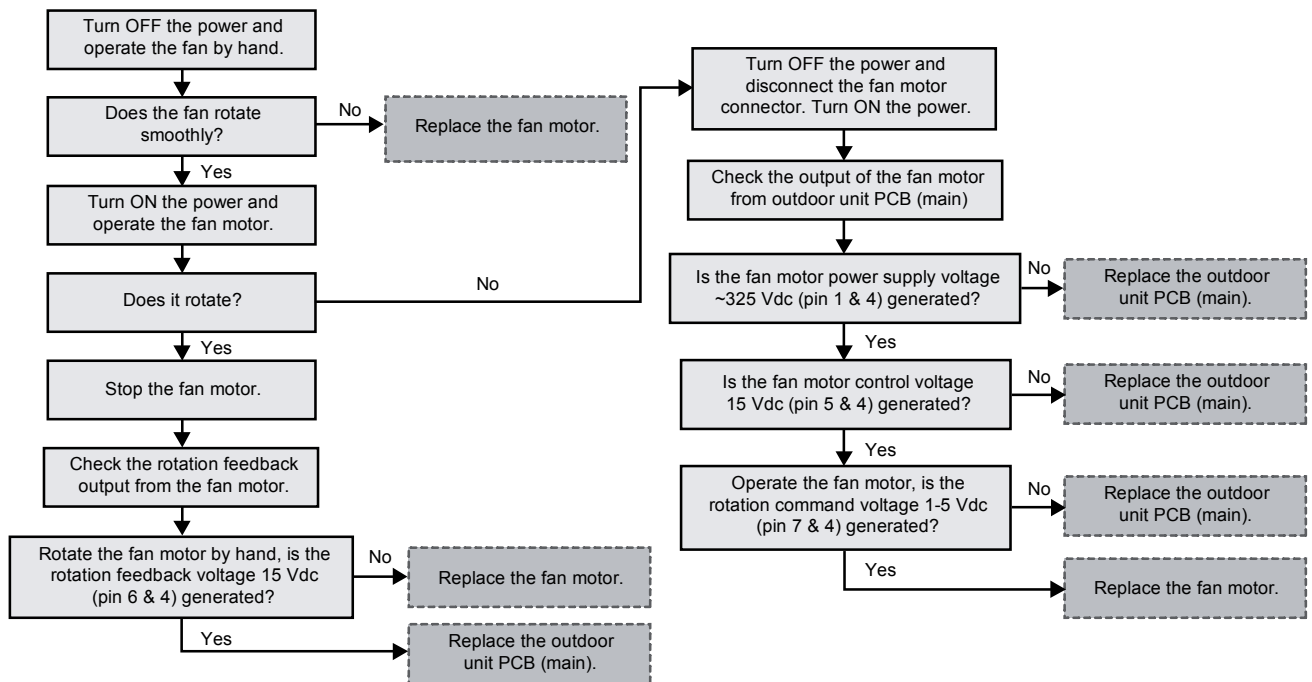 Turn OFF the power and
operate the fan by hand.
Does the fan rotate
smoothly?
No
Replace the fan motor.
Yes
Turn ON the power and
operate the fan motor.
Does it rotate?
No
Yes
Stop the fan motor.
Check the rotation feedback
output from the fan motor.
Rotate the fan motor by hand, is the
rotation feedback voltage 15 Vdc
(pin 6 & 4) generated?
No
Replace the fan motor.
Yes
Replace the outdoor
unit PCB (main).
Turn OFF the power and
disconnect the fan motor
connector. Turn ON the power.
Check the output of the fan motor
from outdoor unit PCB (main)
Is the fan motor power supply voltage
~325 Vdc (pin 1 & 4) generated?
No
Replace the outdoor
unit PCB (main).
Yes
Is the fan motor control voltage
15 Vdc (pin 5 & 4) generated?
No
Replace the outdoor
unit PCB (main).
Yes
Operate the fan motor, is the
rotation command voltage 1-5 Vdc
(pin 7 & 4) generated?
No
Replace the outdoor
unit PCB (main).
Yes
Replace the fan motor.